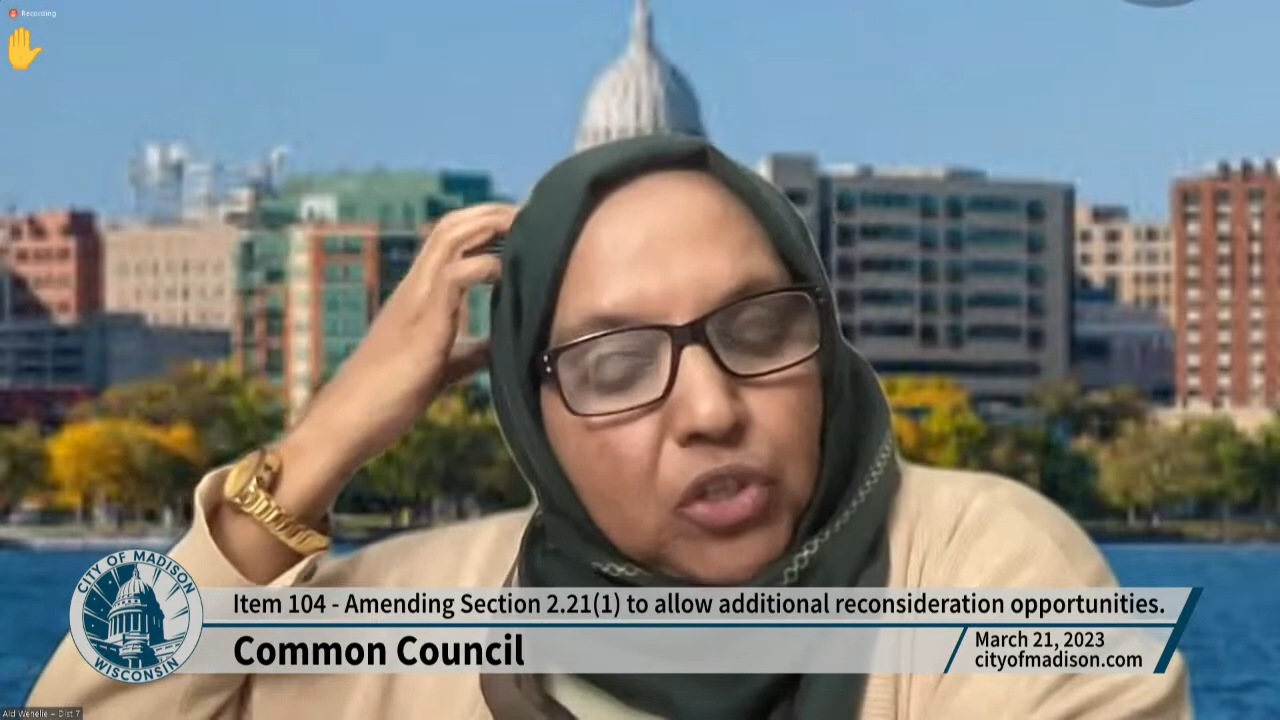 Recording
CITY OF MADISON
WISCONSIN
Item 104 - Amending Section 2.21(1) to allow additional reconsideration opportunities.
Common Council
March 21, 2023
cityofmadison.com
Ald Wehelie - Dist 7